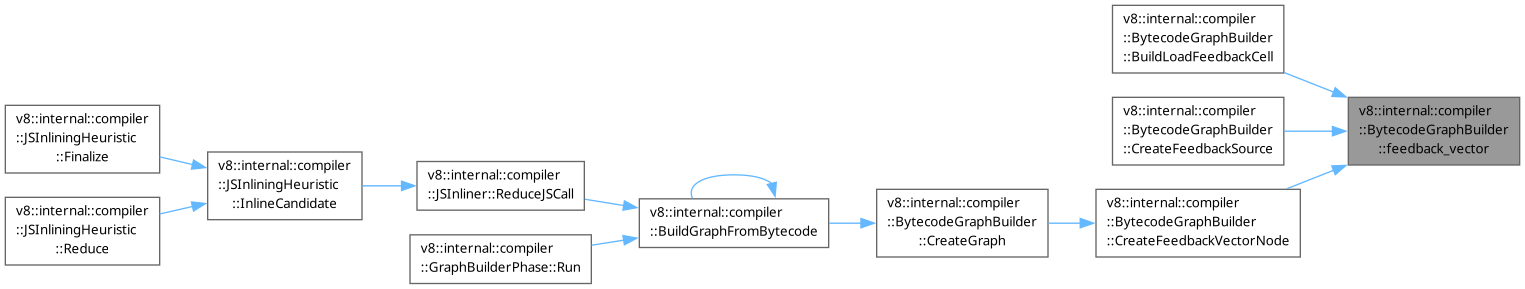 v8::internal::compiler
::JSInliningHeuristic
::Finalize
v8::internal::compiler
::JSInliningHeuristic
::Reduce
v8::internal::compiler
::JSInliningHeuristic
::InlineCandidate
v8::internal::compiler
::JSInliner::ReduceJSCall
v8::internal::compiler
::GraphBuilderPhase::Run
v8::internal::compiler
::BuildGraphFromBytecode
v8::internal::compiler
::BytecodeGraphBuilder
::CreateGraph
v8::internal::compiler
::BytecodeGraphBuilder
::BuildLoadFeedbackCell
v8::internal::compiler
::BytecodeGraphBuilder
::CreateFeedbackSource
v8::internal::compiler
::BytecodeGraphBuilder
::CreateFeedbackVectorNode
v8::internal::compiler
::BytecodeGraphBuilder
::feedback_vector